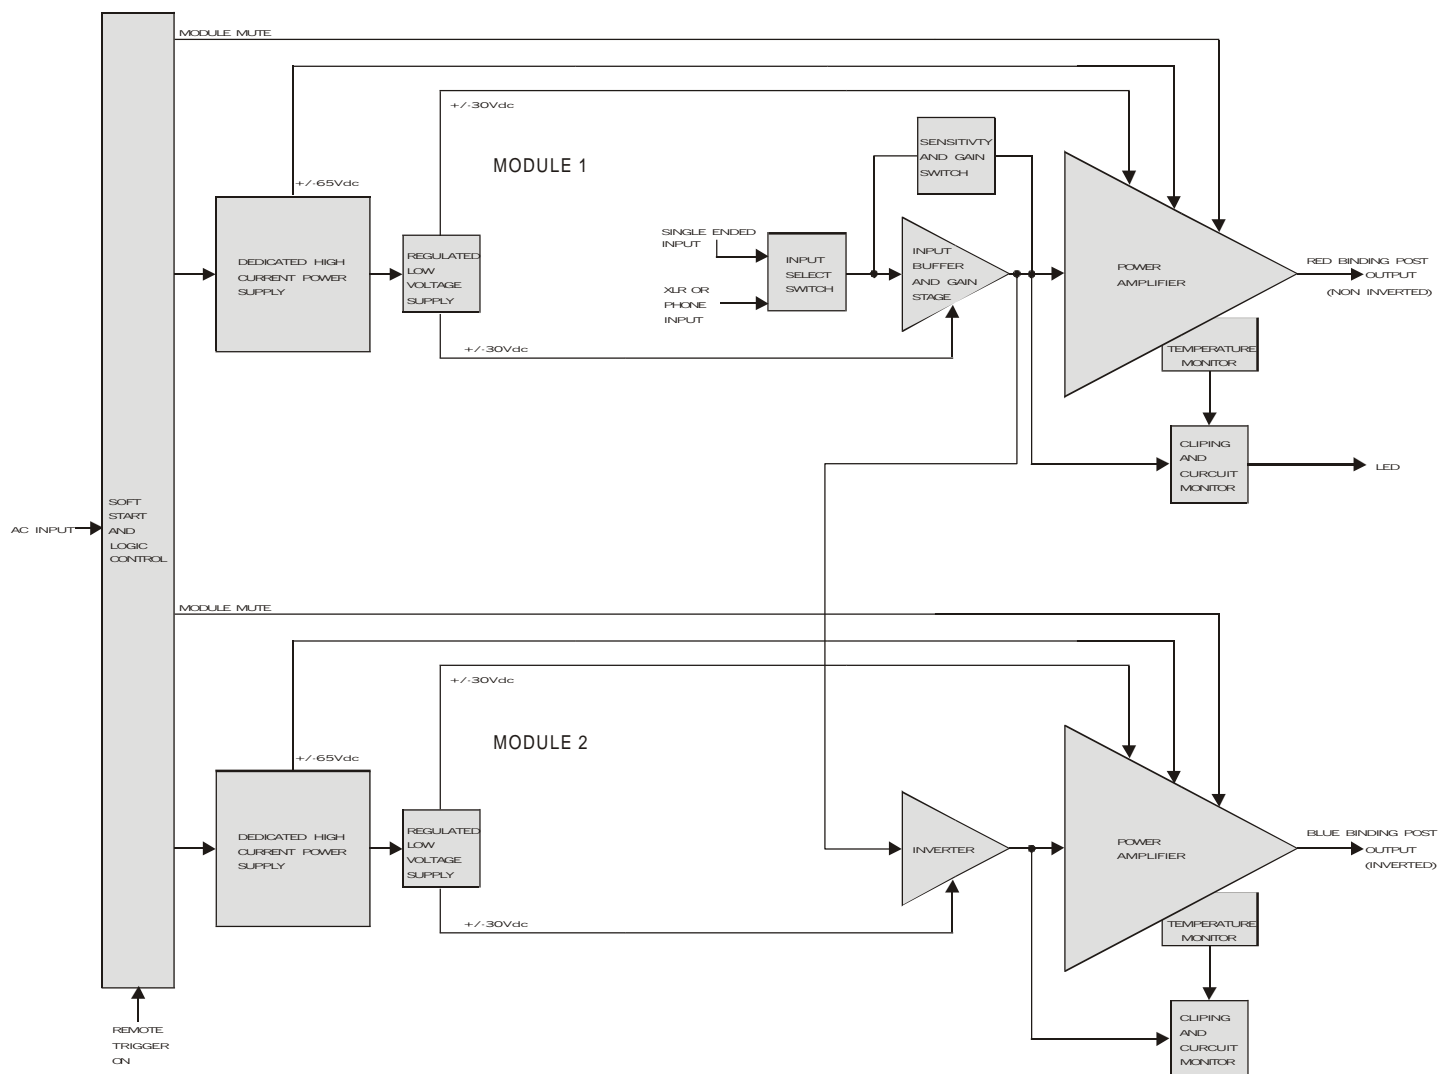 MODULE MUTE
+/-30Vdc
MODULE 1
+/-65Vdc
SENSITIVTY
AND GAIN
SWITCH
DEDICATED HIGH
CURRENT POWER
SUPPLY
REGULATED
LOW
VOLTAGE
SUPPLY
SINGLE ENDED
INPUT
XLR OR
PHONE
INPUT
INPUT
SELECT
SWITCH
INPUT
BUFFER
AND GAIN
STAGE
POWER
AMPLIFIER
RED BINDING POST
OUTPUT
(NON INVERTED)
+/-30Vdc
TEMPERATURE
MONITOR
CLIPING
AND
CURCUIT
MONITOR
LED
AC INPUT
SOFT
START
AND
LOGIC
CONTROL
MODULE MUTE
+/-30Vdc
MODULE 2
+/-65Vdc
DEDICATED HIGH
CURRENT POWER
SUPPLY
REGULATED
LOW
VOLTAGE
SUPPLY
INVERTER
POWER
AMPLIFIER
BLUE BINDING POST
OUTPUT
(INVERTED)
+/-30Vdc
TEMPERATURE
MONITOR
CLIPING
AND
CURCUIT
MONITOR
REMOTE
TRIGGER
ON